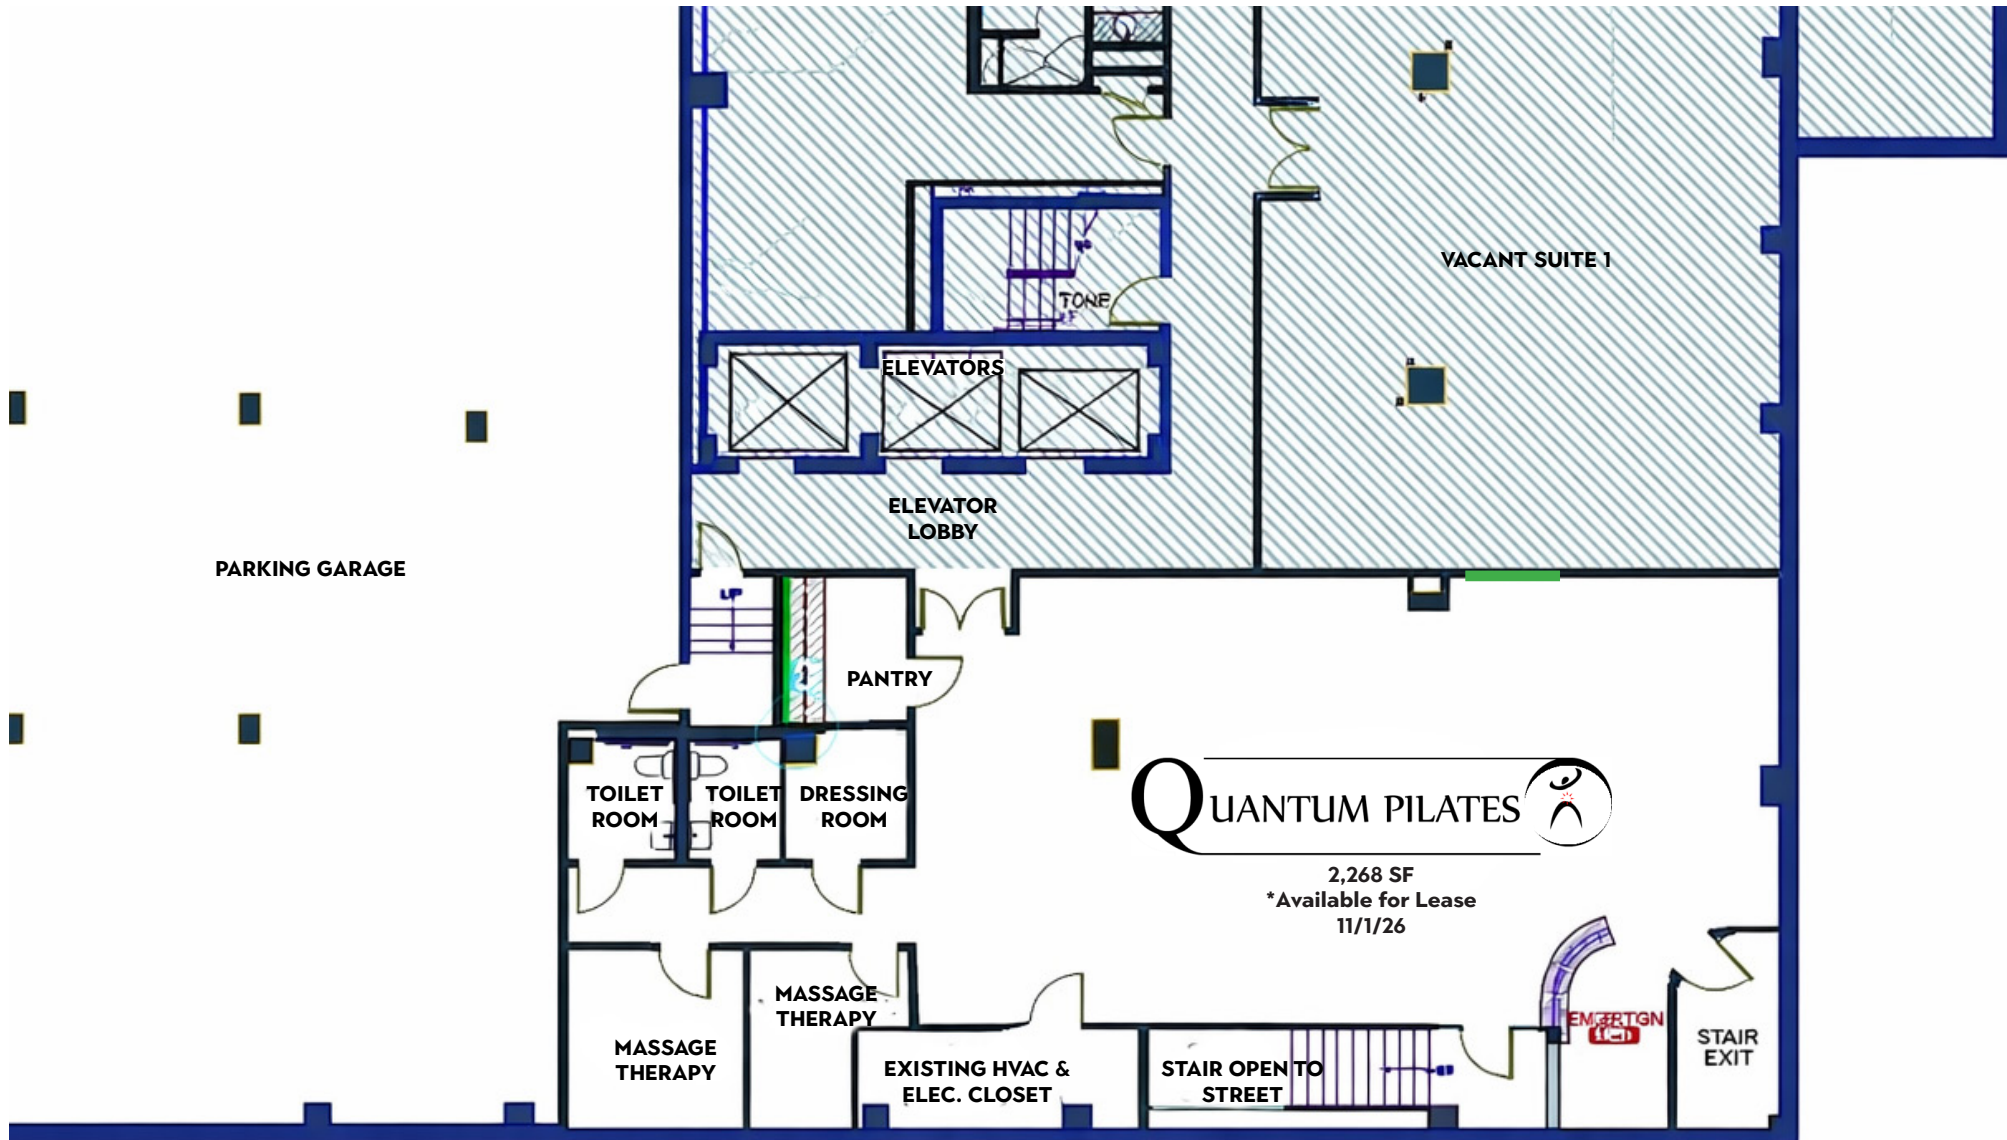 VACANT SUITE 1
ELEVATORS
ELEVATOR
LOBBY
PARKING GARAGE
UP
PANTRY
TOILET
ROOM
TOILET
ROOM
DRESSING
ROOM
QUANTUM PILATES
2,268 SF
*Available for Lease
11/1/26
MASSAGE
THERAPY
MASSAGE
THERAPY
EXISTING HVAC &
ELEC. CLOSET
STAIR OPEN TO
STREET
STAIR
EXIT